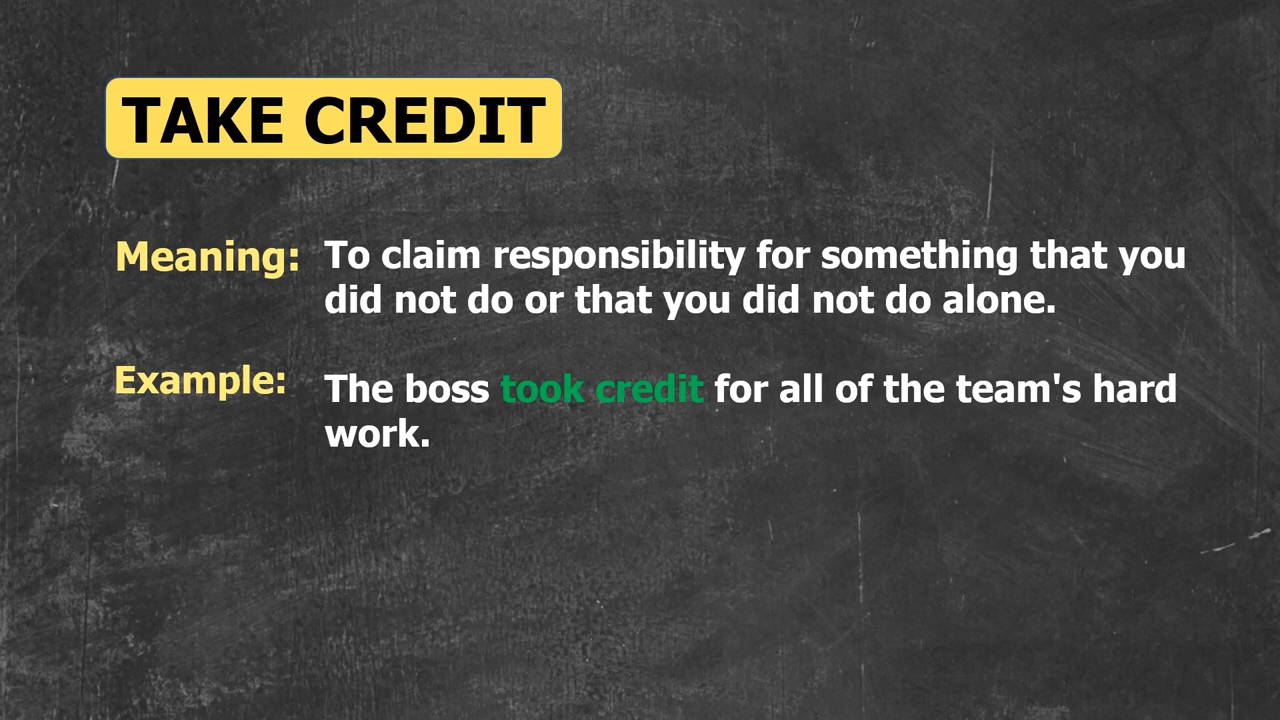 TAKE CREDIT
Meaning: To claim responsibility for something that you
did not do or that you did not do alone.
Example: The boss took credit for all of the team's hard
work.